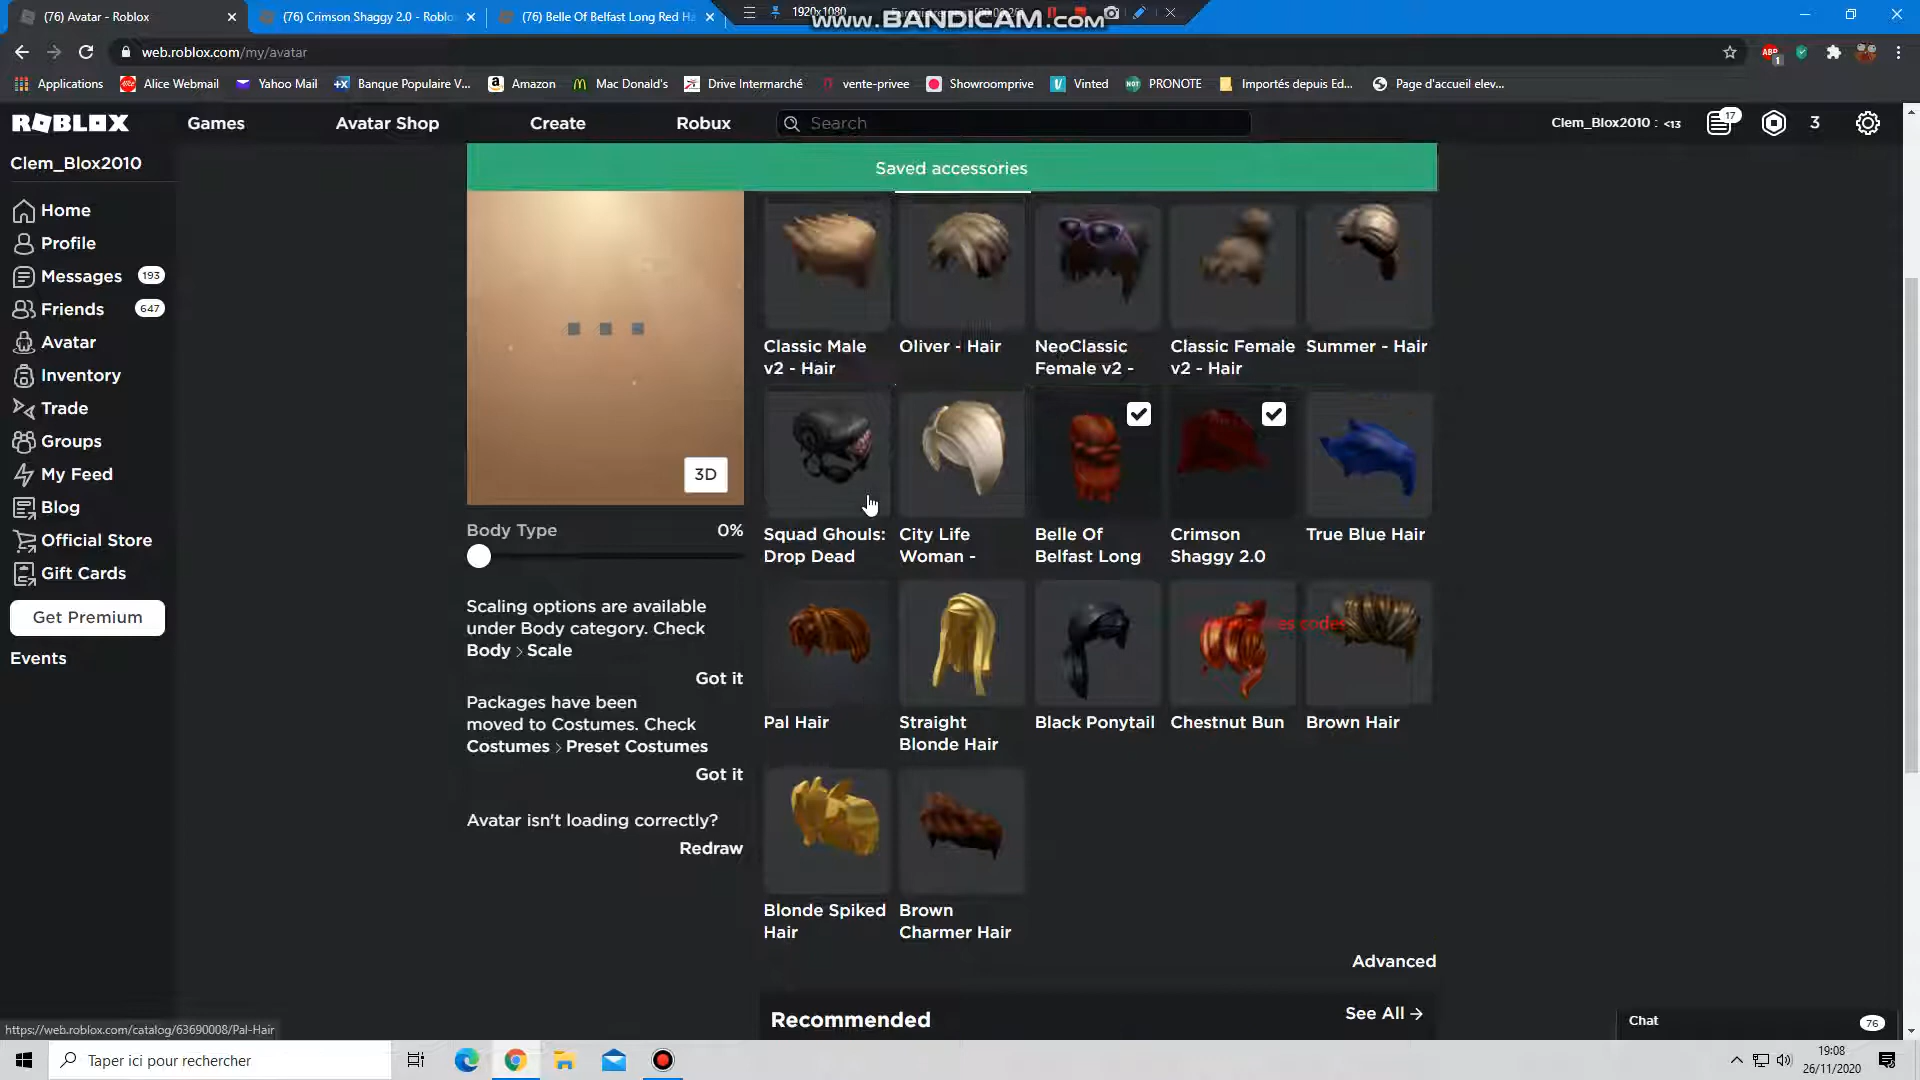 (76) Avatar - Roblox
(76) Crimson Shaggy 2.0 - Roblo
(76) Belle Of Belfast Long Red Ha
1920x1080
www.BANDICAM.com
web.roblox.com/my/avatar
ABP
1
Applications
Alice Webmail
Yahoo Mail
Banque Populaire V...
Amazon
Mac Donald's
Drive Intermarché
vente-privee
Showroomprive
Vinted
PRONOTE
Importés depuis Ed...
Page d'accueil elev...
ROBLOX
Games
Avatar Shop
Create
Robux
Search
Clem_Blox2010 : <13
17
3
Clem_Blox2010
Home
Profile
Messages 193
Friends 647
Avatar
Inventory
Trade
Groups
My Feed
Blog
Official Store
Gift Cards
Get Premium
Events
Saved accessories
3D
Body Type 0%
Scaling options are available
under Body category. Check
Body > Scale
Got it
Packages have been
moved to Costumes. Check
Costumes > Preset Costumes
Got it
Avatar isn't loading correctly?
Redraw
Classic Male
v2 - Hair
Oliver - Hair
NeoClassic
Female v2 -
Classic Female
v2 - Hair
Summer - Hair
Squad Ghouls:
Drop Dead
City Life
Woman -
Belle Of
Belfast Long
Crimson
Shaggy 2.0
True Blue Hair
es codes
Pal Hair
Straight
Blonde Hair
Black Ponytail
Chestnut Bun
Brown Hair
Blonde Spiked
Hair
Brown
Charmer Hair
Advanced
Recommended
See All →
Chat 76
https://web.roblox.com/catalog/63690008/Pal-Hair
Taper ici pour rechercher
19:08
26/11/2020